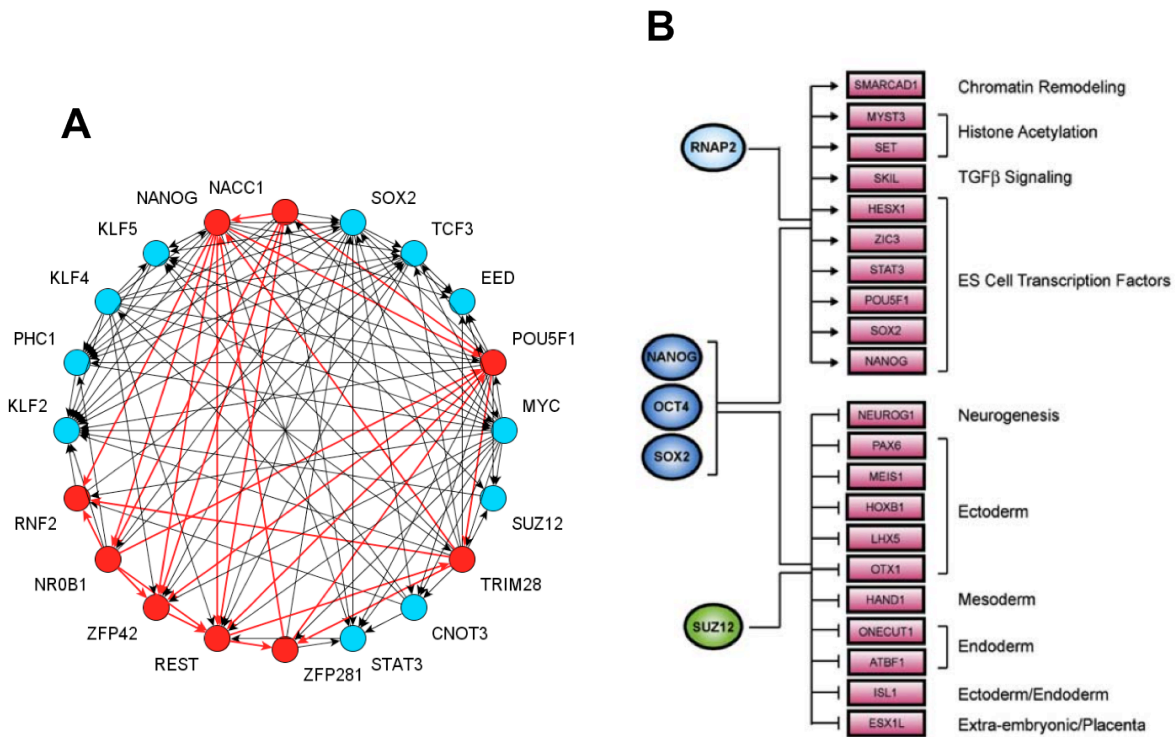 A
NACC1
NANOG
SOX2
KLF5
TCF3
KLF4
EED
PHC1
POU5F1
KLF2
MYC
RNF2
SUZ12
NR0B1
TRIM28
ZFP42
CNOT3
REST
STAT3
ZFP281
B
RNAP2
NANOG
OCT4
SOX2
SUZ12
SMARCAD1 Chromatin Remodeling
MYST3
Histone Acetylation
SET
SKIL TGFβ Signaling
HESX1
ZIC3
STAT3
ES Cell Transcription Factors
POU5F1
SOX2
NANOG
NEUROG1 Neurogenesis
PAX6
MEIS1
HOXB1 Ectoderm
LHX5
OTX1
HAND1 Mesoderm
ONECUT1
Endoderm
ATBF1
ISL1 Ectoderm/Endoderm
ESX1L Extra-embryonic/Placenta